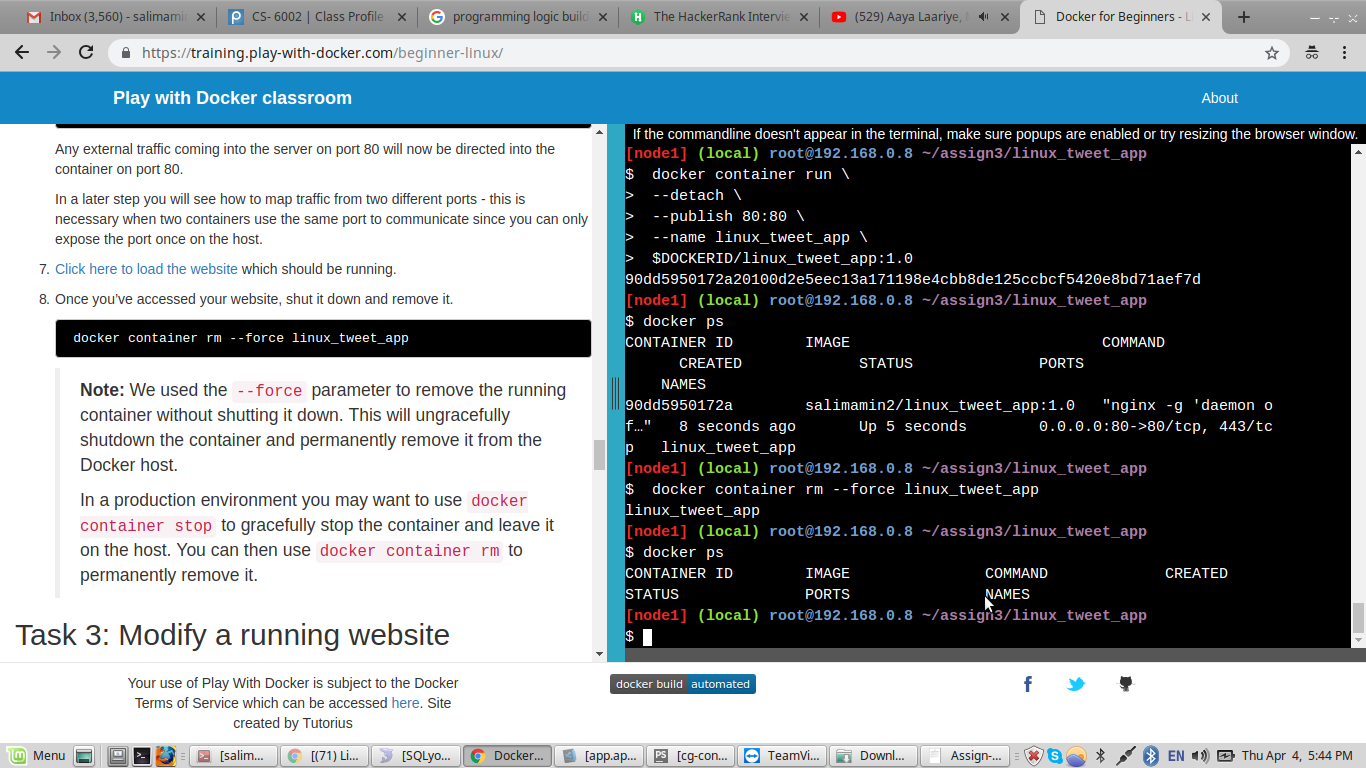 Inbox (3,560) - salimami
CS- 6002 | Class Profile
programming logic build
The HackerRank Intervie
(529) Aaya Laariye,
Docker for Beginners - Li
https://training.play-with-docker.com/beginner-linux/
Play with Docker classroom
About
Any external traffic coming into the server on port 80 will now be directed into the
container on port 80.
In a later step you will see how to map traffic from two different ports - this is
necessary when two containers use the same port to communicate since you can only
expose the port once on the host.
7. Click here to load the website which should be running.
8. Once you've accessed your website, shut it down and remove it.
docker container rm --force linux_tweet_app
Note: We used the --force parameter to remove the running
container without shutting it down. This will ungracefully
shutdown the container and permanently remove it from the
Docker host.
In a production environment you may want to use docker
container stop to gracefully stop the container and leave it
on the host. You can then use docker container rm to
permanently remove it.
Task 3: Modify a running website
If the commandline doesn't appear in the terminal, make sure popups are enabled or try resizing the browser window.
[node1] (local) root@192.168.0.8 ~/assign3/linux_tweet_app
$ docker container run \
> --detach \
> --publish 80:80 \
> --name linux_tweet_app \
> $DOCKERID/linux_tweet_app:1.0
90dd5950172a20100d2e5eec13a171198e4cbb8de125ccbcf5420e8bd71aef7d
[node1] (local) root@192.168.0.8 ~/assign3/linux_tweet_app
$ docker ps
CONTAINER ID IMAGE COMMAND
CREATED STATUS PORTS
NAMES
90dd5950172a salimamin2/linux_tweet_app:1.0 "nginx -g 'daemon o
f…" 8 seconds ago Up 5 seconds 0.0.0.0:80->80/tcp, 443/tc
p linux_tweet_app
[node1] (local) root@192.168.0.8 ~/assign3/linux_tweet_app
$ docker container rm --force linux_tweet_app
linux_tweet_app
[node1] (local) root@192.168.0.8 ~/assign3/linux_tweet_app
$ docker ps
CONTAINER ID IMAGE COMMAND CREATED
STATUS PORTS NAMES
[node1] (local) root@192.168.0.8 ~/assign3/linux_tweet_app
$
Your use of Play With Docker is subject to the Docker
Terms of Service which can be accessed here. Site
created by Tutorius
docker build automated
Menu
[salim...
[(71) Li...
[SQLyo...
Docker...
[app.ap...
[cg-con...
TeamVi...
Downl...
Assign-...
EN
Thu Apr 4, 5:44 PM